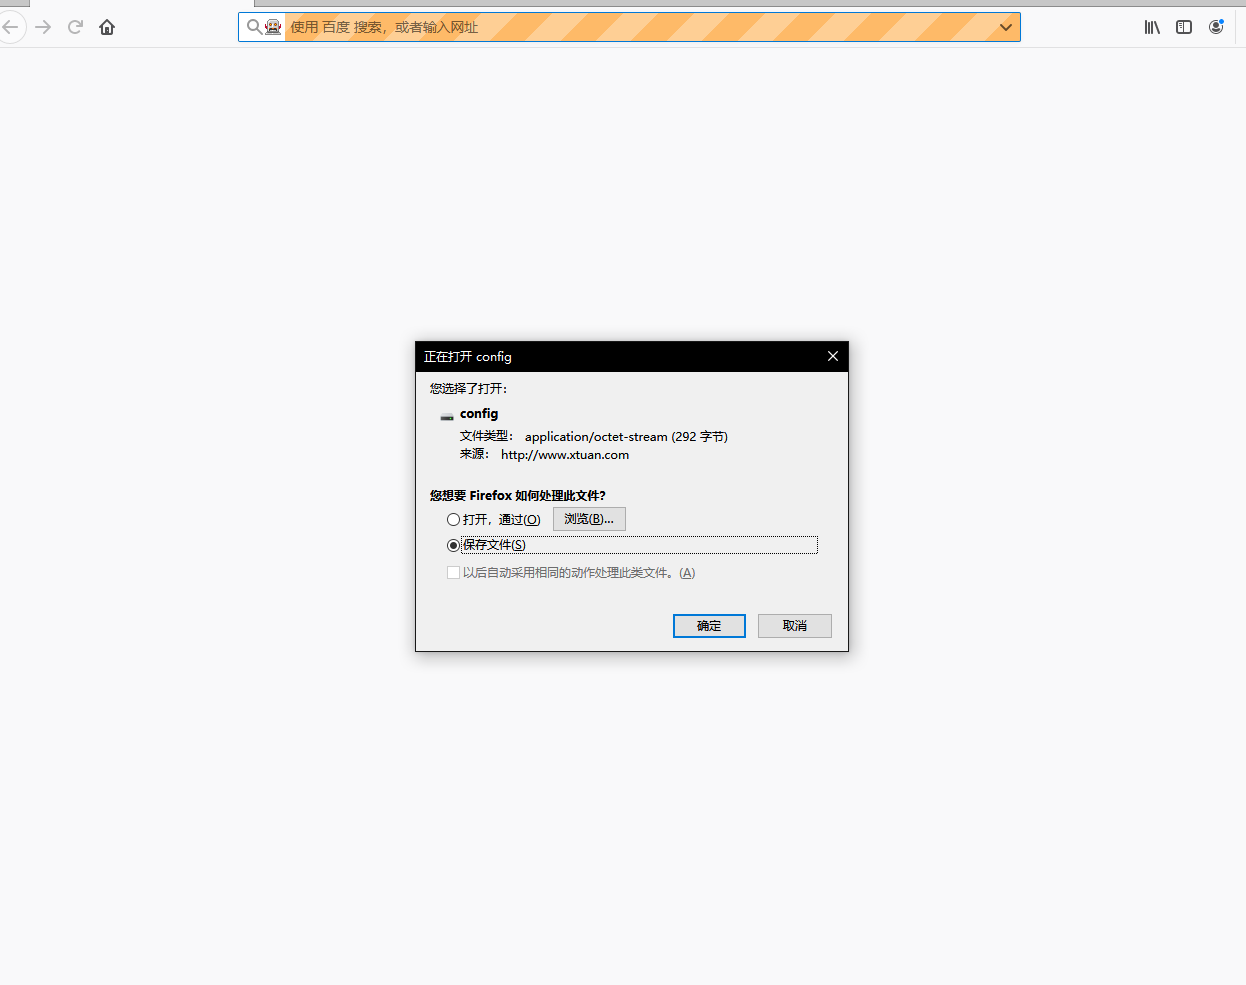 使用 百度 搜索，或者输入网址
正在打开 config
您选择了打开：
config
文件类型： application/octet-stream (292 字节)
来源： http://www.xtuan.com
您想要 Firefox 如何处理此文件？
打开，通过(O) 浏览(B)...
保存文件(S)
以后自动采用相同的动作处理此类文件。(A)
确定 取消